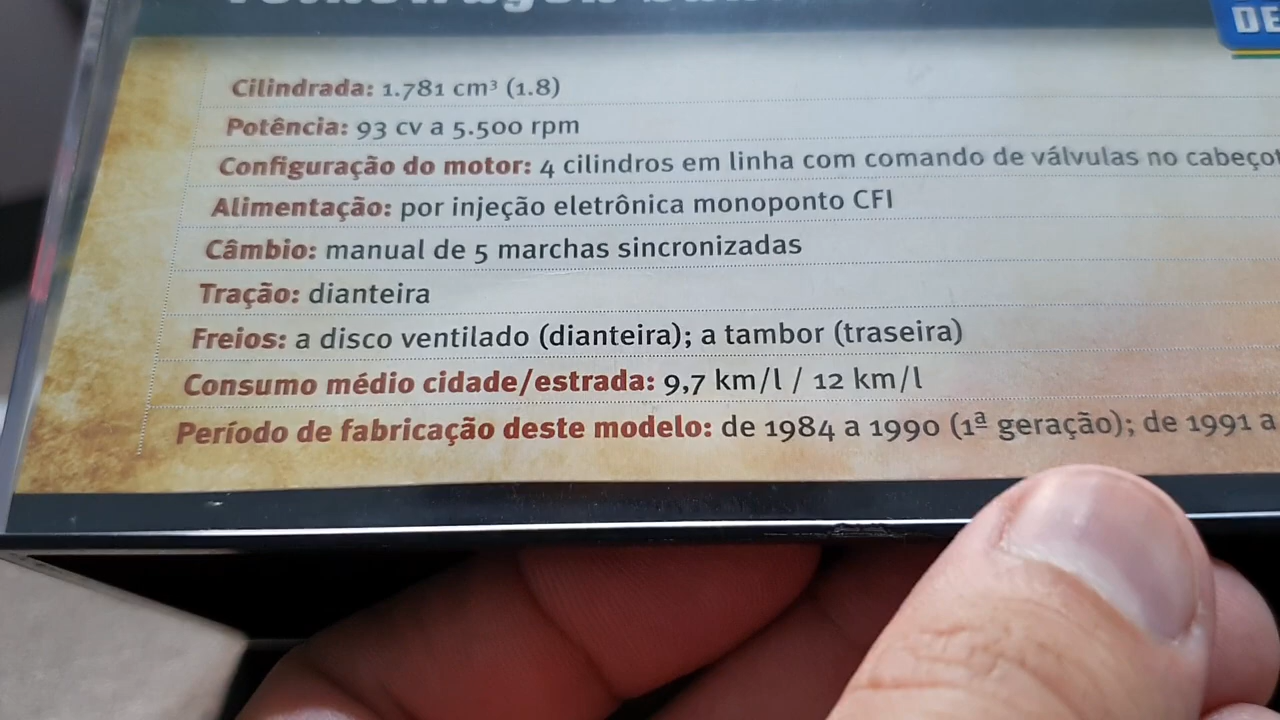 DE
Cilindrada: 1.781 cm³ (1.8)
Potência: 93 cv a 5.500 rpm
Configuração do motor: 4 cilindros em linha com comando de válvulas no
Alimentação: por injeção eletrônica monoponto CFI
Câmbio: manual de 5 marchas sincronizadas
Tração: dianteira
Freios: a disco ventilado (dianteira); a tambor (traseira)
Consumo médio cidade/estrada: 9,7 km/l / 12 km/l
Período de fabricação deste modelo: de 1984 a 1990 (1ª geração); de 1991 a